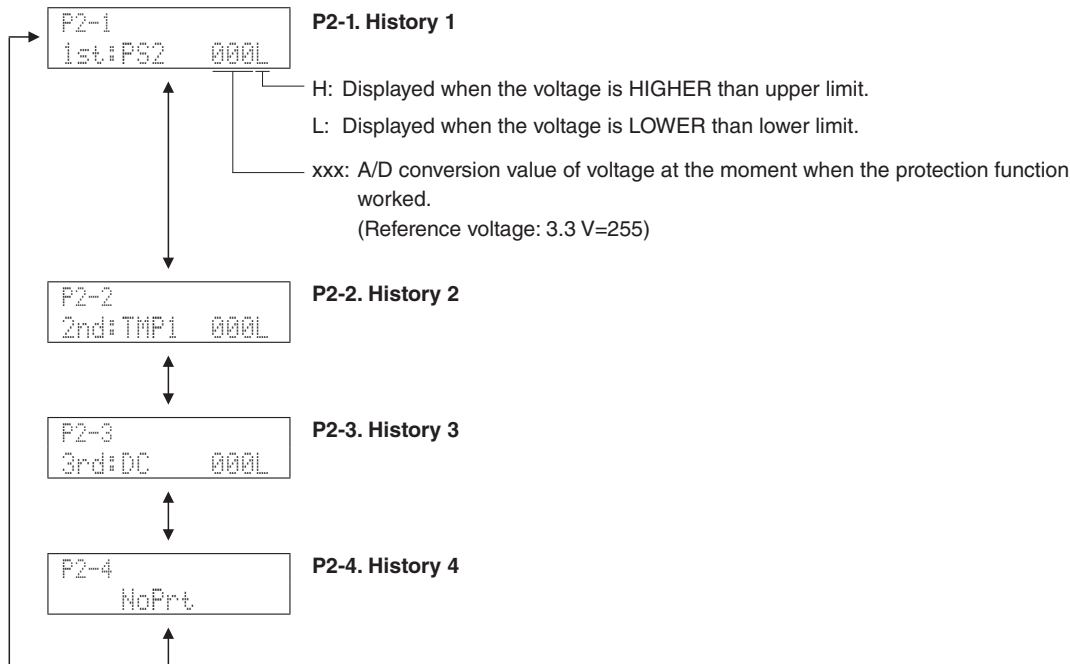 P2-1
1st:PS2 000L
P2-1. History 1
H: Displayed when the voltage is HIGHER than upper limit.
L: Displayed when the voltage is LOWER than lower limit.
xxx: A/D conversion value of voltage at the moment when the protection function
worked.
(Reference voltage: 3.3 V=255)
P2-2
2nd:TMP1 000L
P2-2. History 2
P2-3
3rd:DC 000L
P2-3. History 3
P2-4
NoPrt
P2-4. History 4